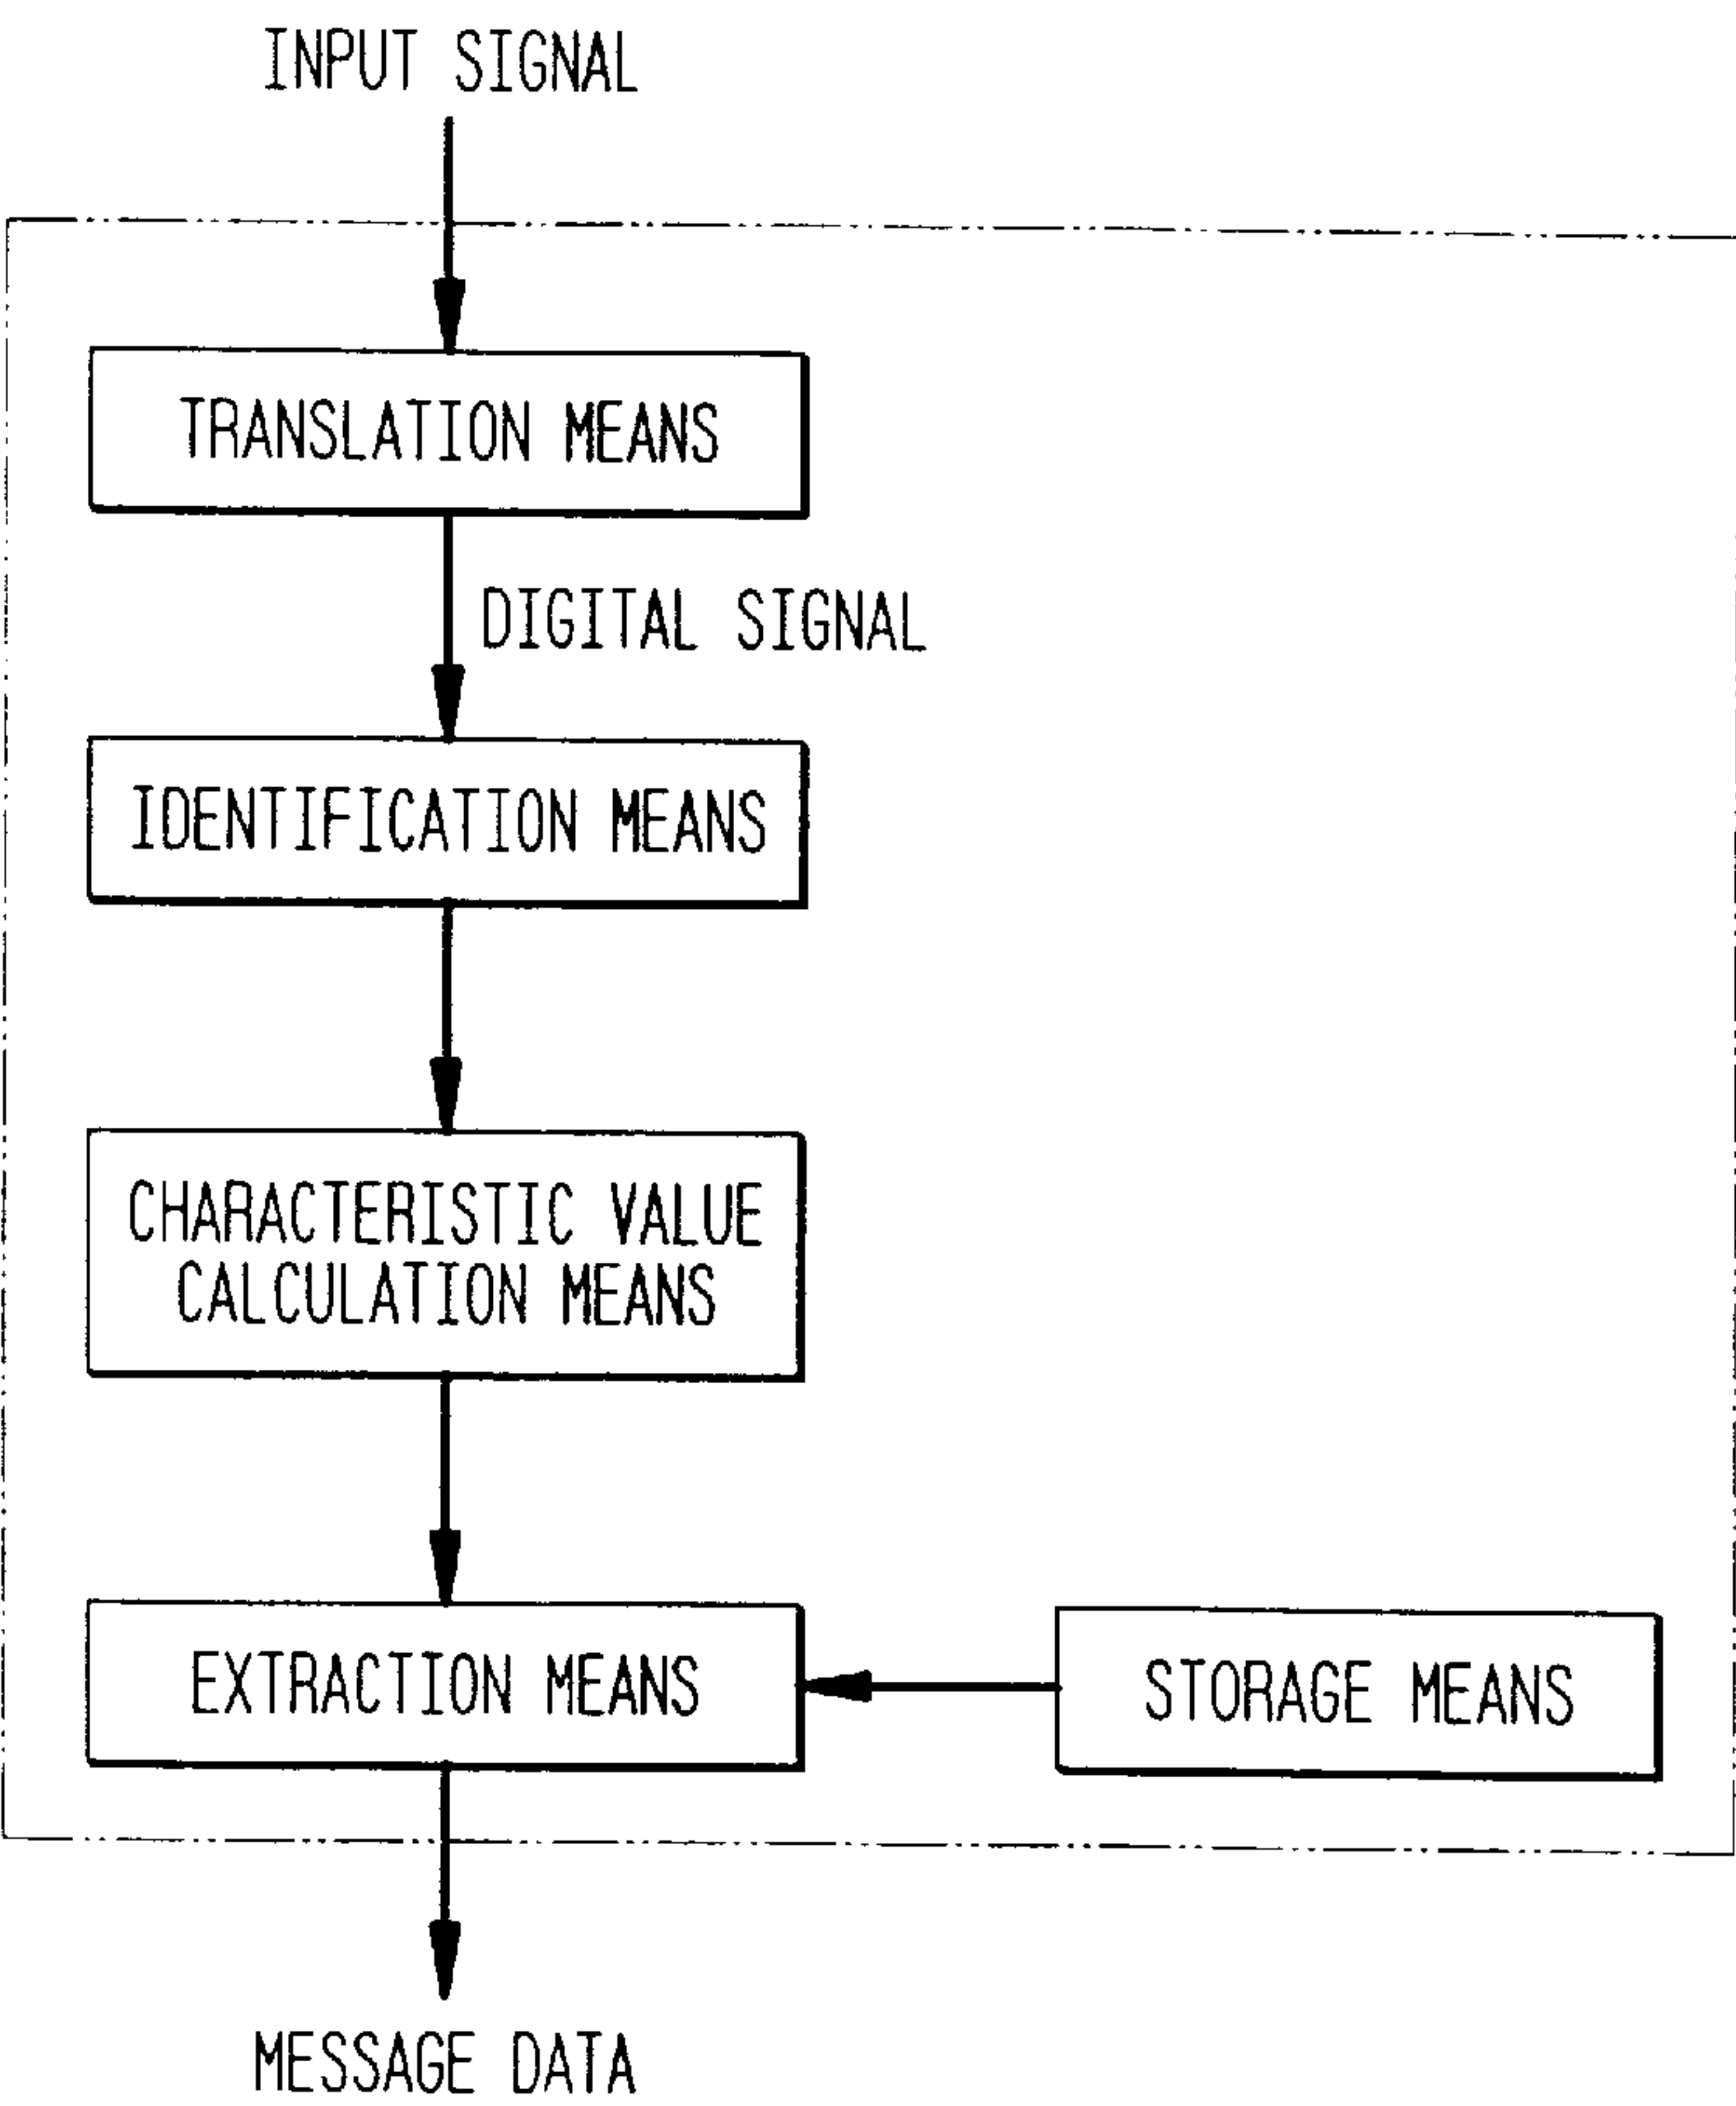 INPUT SIGNAL
TRANSLATION MEANS
DIGITAL SIGNAL
IDENTIFICATION MEANS
CHARACTERISTIC VALUE
CALCULATION MEANS
EXTRACTION MEANS
STORAGE MEANS
MESSAGE DATA